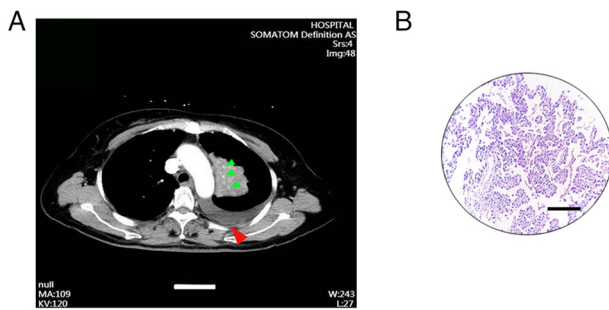 A
B
HOSPITAL
SOMATOM Definition AS
Srs:4
Img:48
null
MA:109
KV:120
W:243
L:27